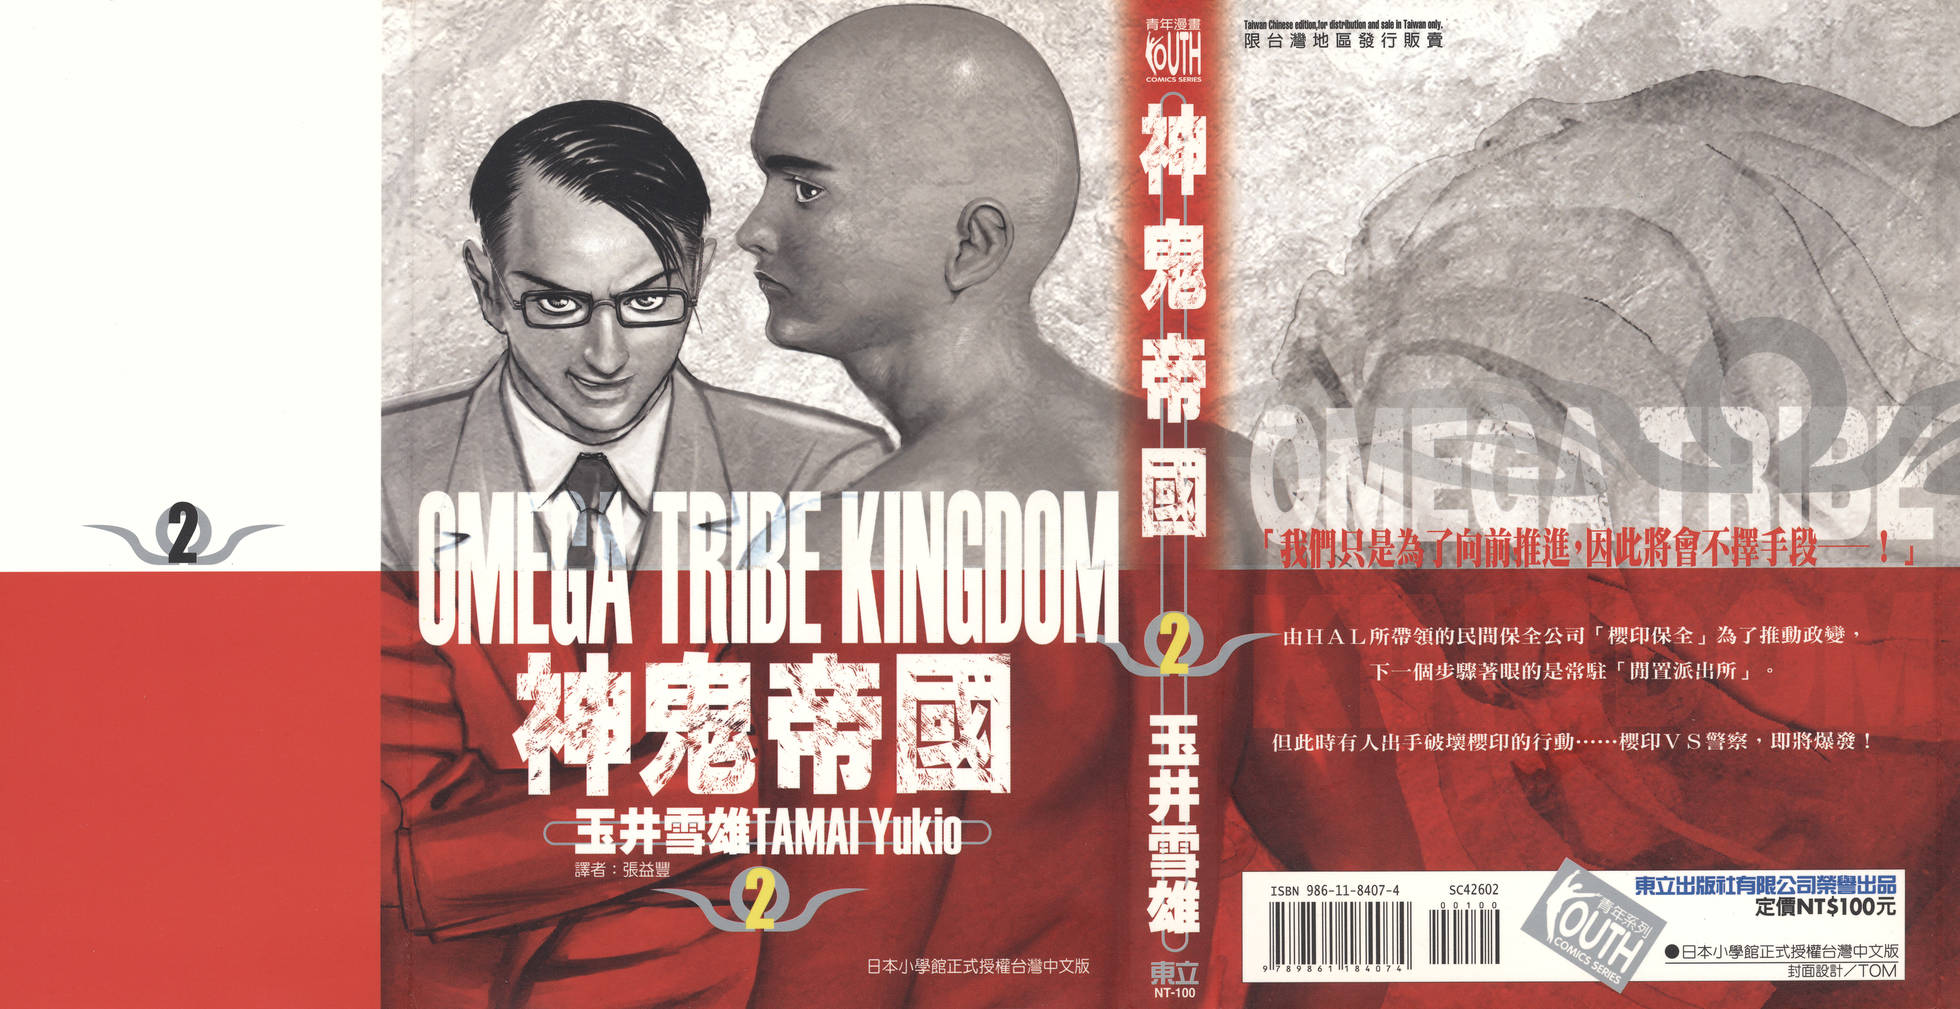 2
OMEGA TRIBE KINGDOM
神鬼帝國
玉井雪雄TAMAI Yukio
譯者：張益豐
2
日本小學館正式授權台灣中文版
青年漫畫
YOUTH
COMICS SERIES
神鬼帝國
2
玉井雪雄
東立
NT-100
Taiwan Chinese edition,for distribution and sale in Taiwan only.
限台灣地區發行販賣
OMEGA TRIBE
KINGDOM
「我們只是為了向前推進，因此將會不擇手段——！」
由HAL所帶領的民間保全公司「櫻印保全」為了推動政變，
下一個步驟著眼的是常駐「閒置派出所」。
但此時有人出手破壞櫻印的行動……櫻印VS警察，即將爆發！
ISBN 986-11-8407-4
SC42602
00100
9 789861 184074
青年系列
YOUTH
COMICS SERIES
東立出版社有限公司榮譽出品
定價NT$100元
●日本小學館正式授權台灣中文版
封面設計／TOM